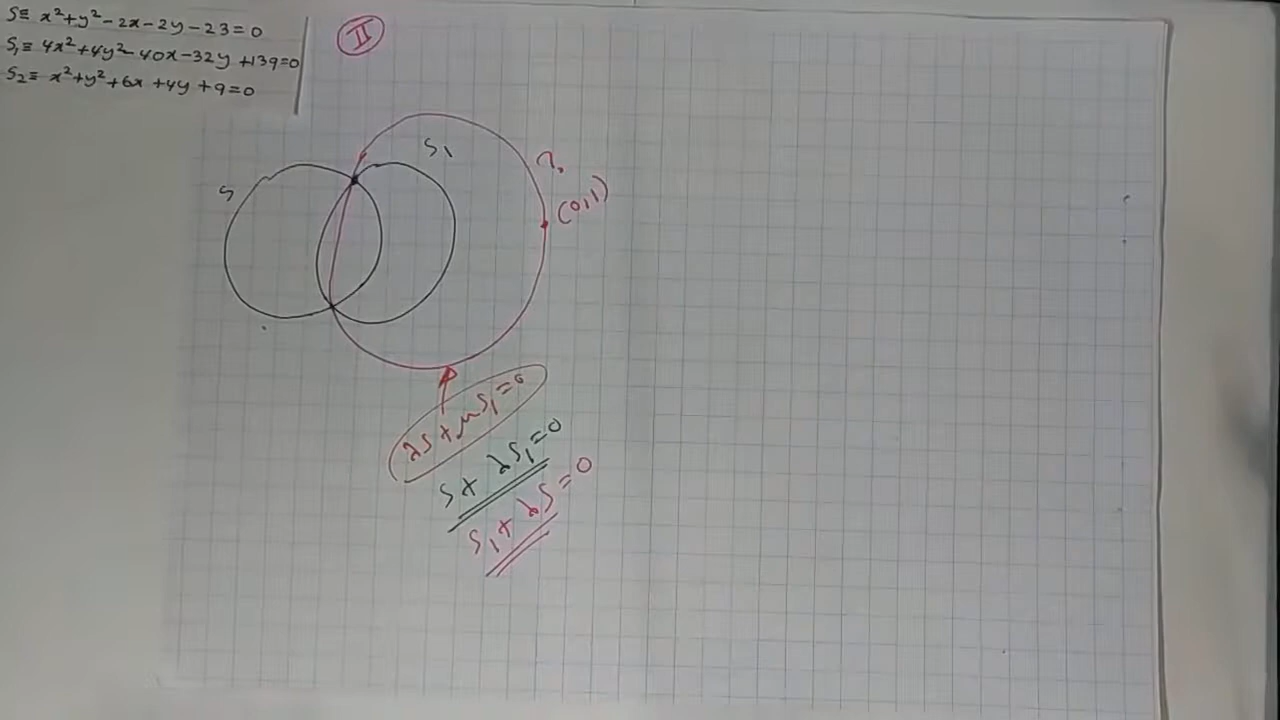 S≡ x²+y²-2x-2y-23=0
S₁≡ 4x²+4y²-40x-32y+139=0
S₂≡ x²+y²+6x+4y+9=0
II
S
S₁
?.
(0,1)
λS+μS₁=0
S+λS₁=0
S₁+λS=0